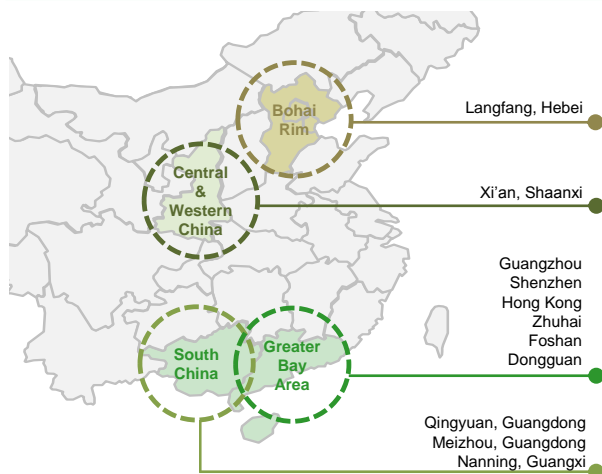 Bohai
Rim
Langfang, Hebei
Central
&
Western
China
Xi'an, Shaanxi
Guangzhou
Shenzhen
Hong Kong
Zhuhai
Foshan
Dongguan
South
China
Greater
Bay
Area
Qingyuan, Guangdong
Meizhou, Guangdong
Nanning, Guangxi